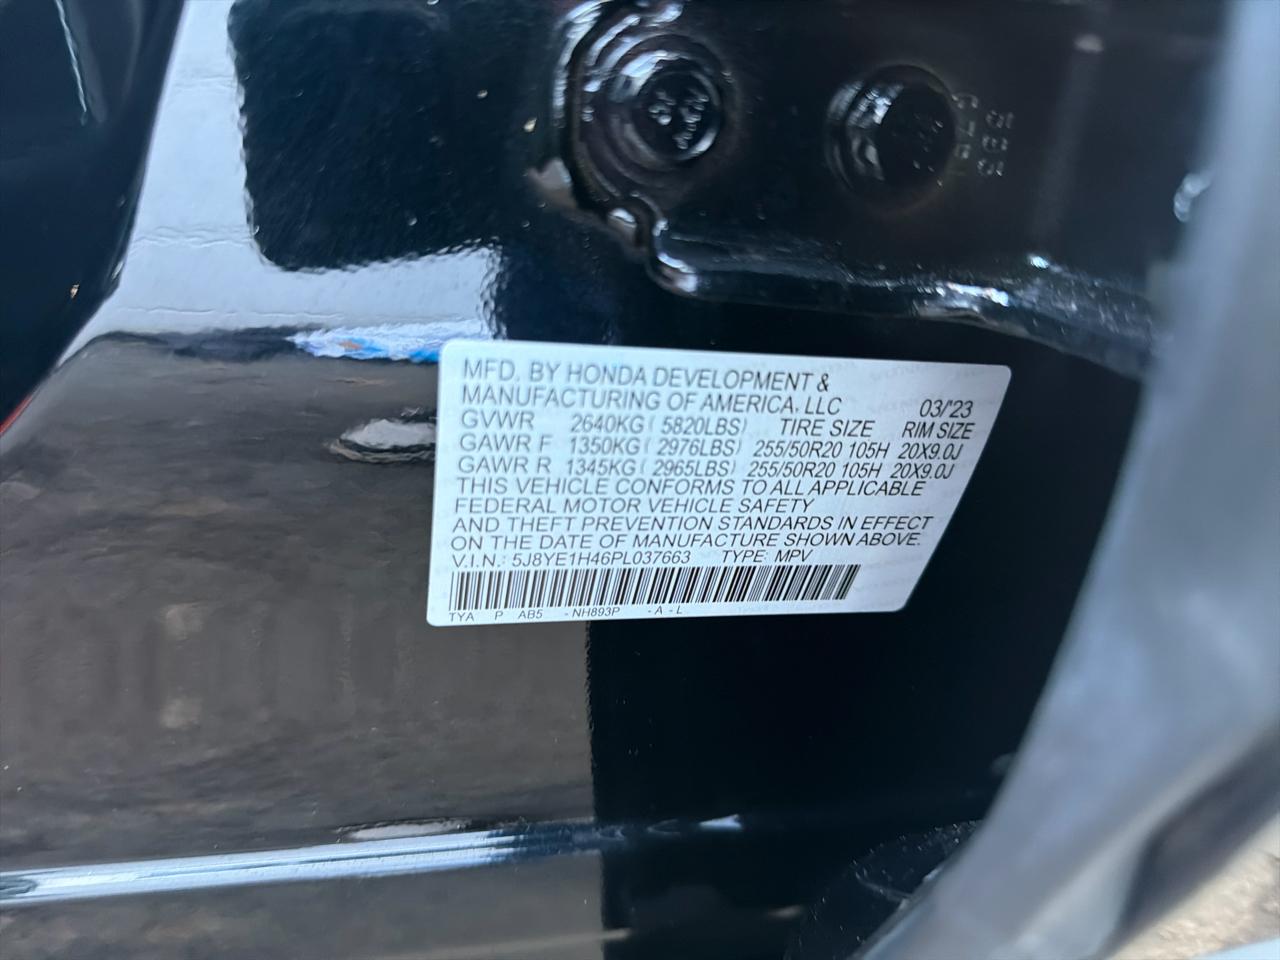 MFD. BY HONDA DEVELOPMENT &
MANUFACTURING OF AMERICA, LLC 03/'23
GVWR 2640KG ( 5820LBS) TIRE SIZE RIM SIZE
GAWR F 1350KG ( 2976LBS) 255/50R20 105H 20X9.0J
GAWR R 1345KG ( 2965LBS) 255/50R20 105H 20X9.0J
THIS VEHICLE CONFORMS TO ALL APPLICABLE
FEDERAL MOTOR VEHICLE SAFETY
AND THEFT PREVENTION STANDARDS IN EFFECT
ON THE DATE OF MANUFACTURE SHOWN ABOVE.
V.I.N.: 5J8YE1H46PL037663 TYPE: MPV
TYA P AB5 - NH893P - A - L